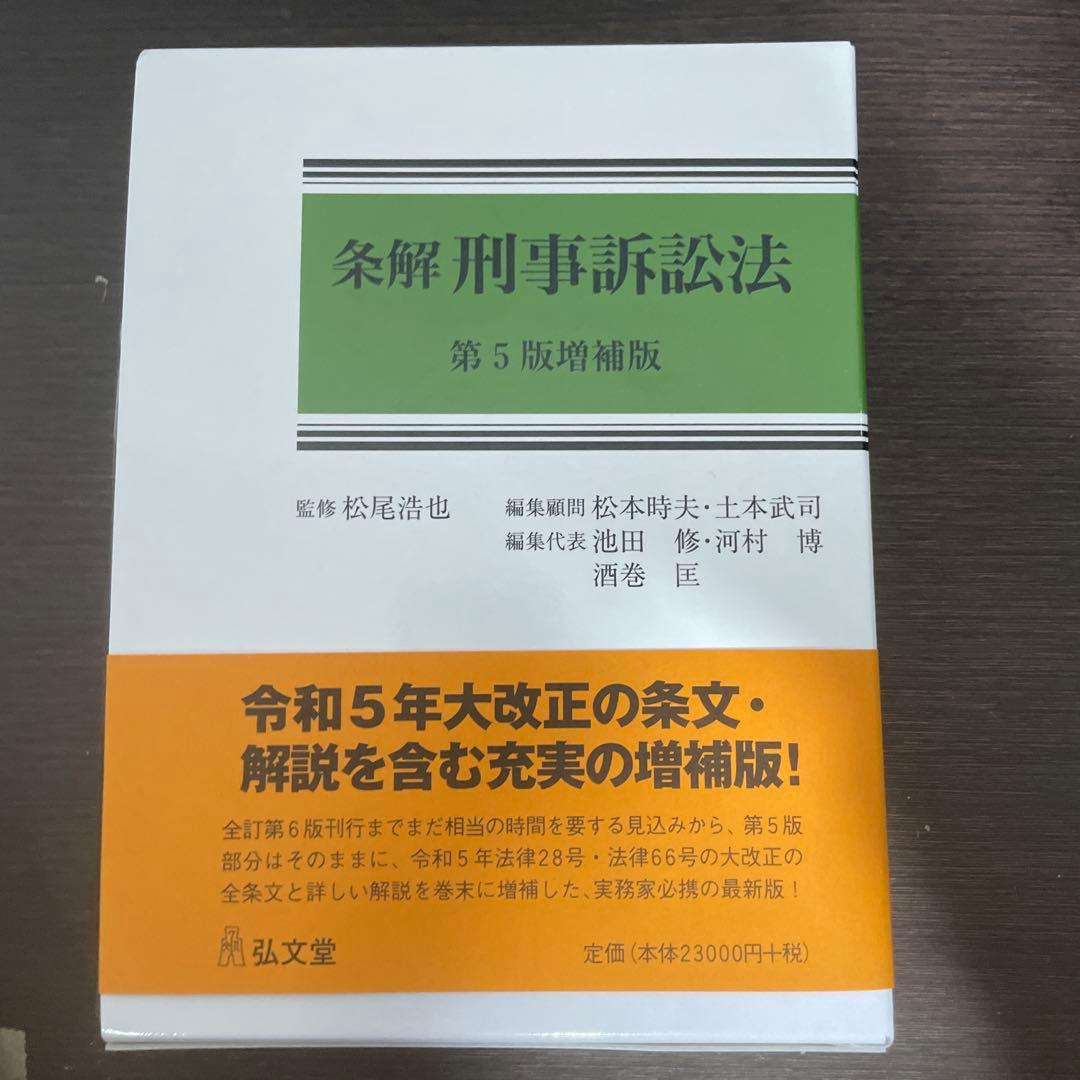 条解 刑事訴訟法
第5版増補版
監修 松尾浩也
編集顧問 松本時夫・土本武司
編集代表 池田 修・河村 博
酒巻 匡
令和5年大改正の条文・
解説を含む充実の増補版!
全訂第6版刊行までまだ相当の時間を要する見込みから、第5版
部分はそのままに、令和5年法律28号・法律66号の大改正の
全条文と詳しい解説を巻末に増補した、実務家必携の最新版!
弘文堂
定価(本体23000円+税)